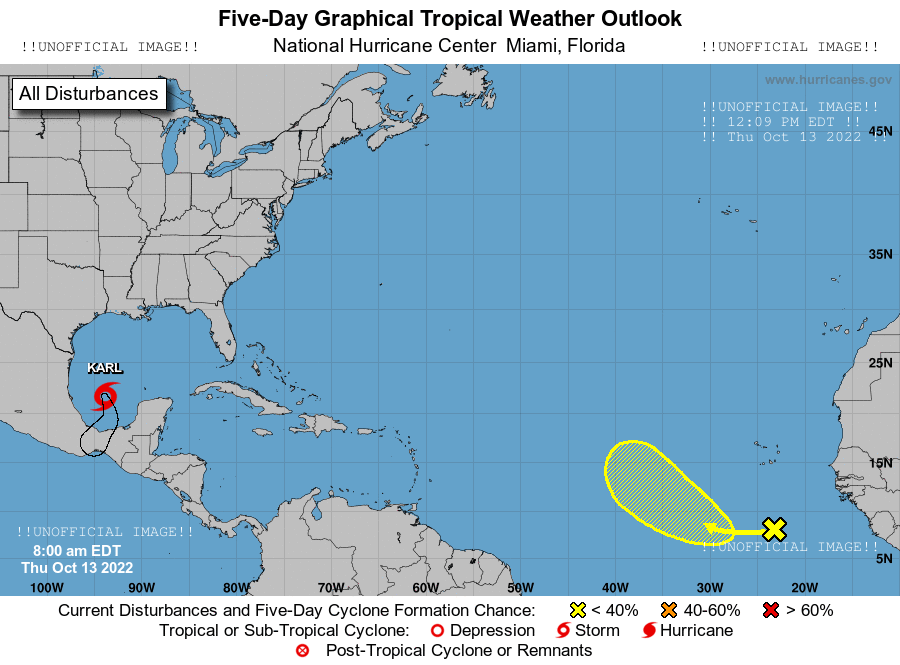 Five-Day Graphical Tropical Weather Outlook
!!UNOFFICIAL IMAGE!! National Hurricane Center Miami, Florida !!UNOFFICIAL IMAGE!!
www.hurricanes.gov
All Disturbances
!!UNOFFICIAL IMAGE!!
!! 12:09 PM EDT !!
!! Thu Oct 13 2022 !!
45N
35N
25N
KARL
15N
!!UNOFFICIAL IMAGE!!
!!UNOFFICIAL IMAGE!!
8:00 am EDT
5N
Thu Oct 13 2022
100W 90W 80W 70W 60W 50W 40W 30W 20W
Current Disturbances and Five-Day Cyclone Formation Chance: < 40% 40-60% > 60%
Tropical or Sub-Tropical Cyclone: Depression Storm Hurricane
Post-Tropical Cyclone or Remnants